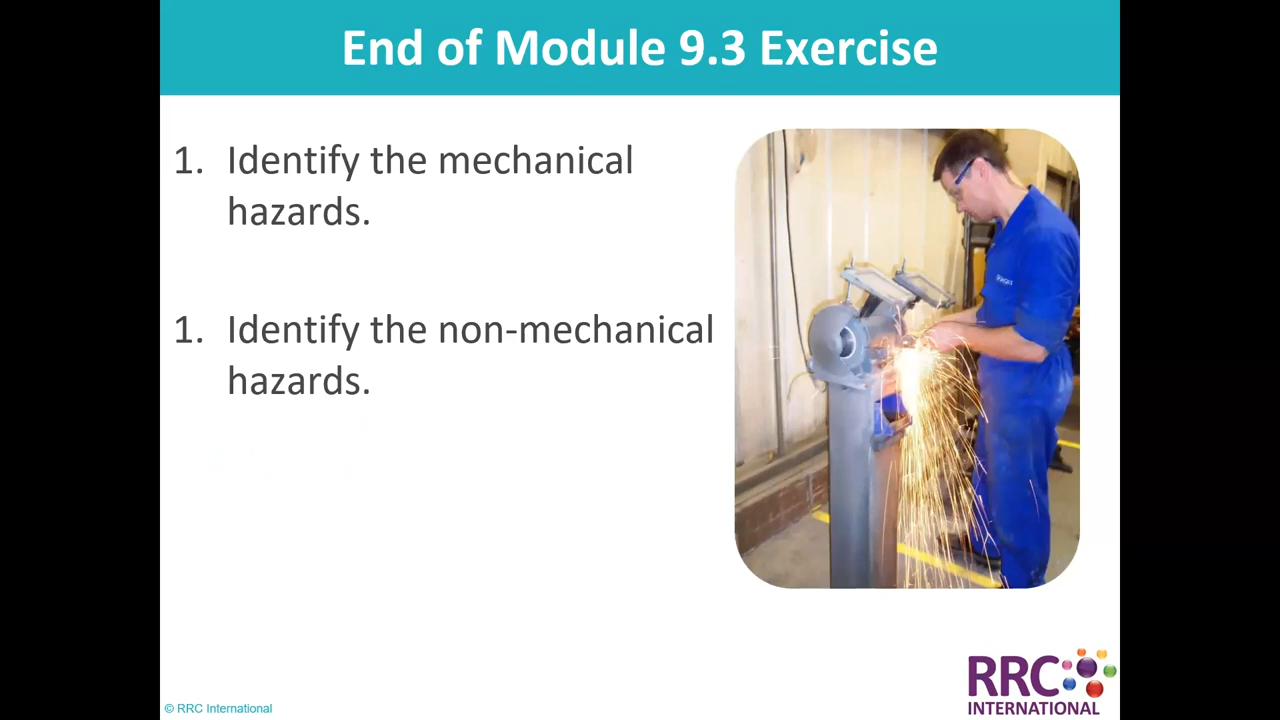 End of Module 9.3 Exercise
1. Identify the mechanical
hazards.
1. Identify the non-mechanical
hazards.
© RRC International
RRC
INTERNATIONAL